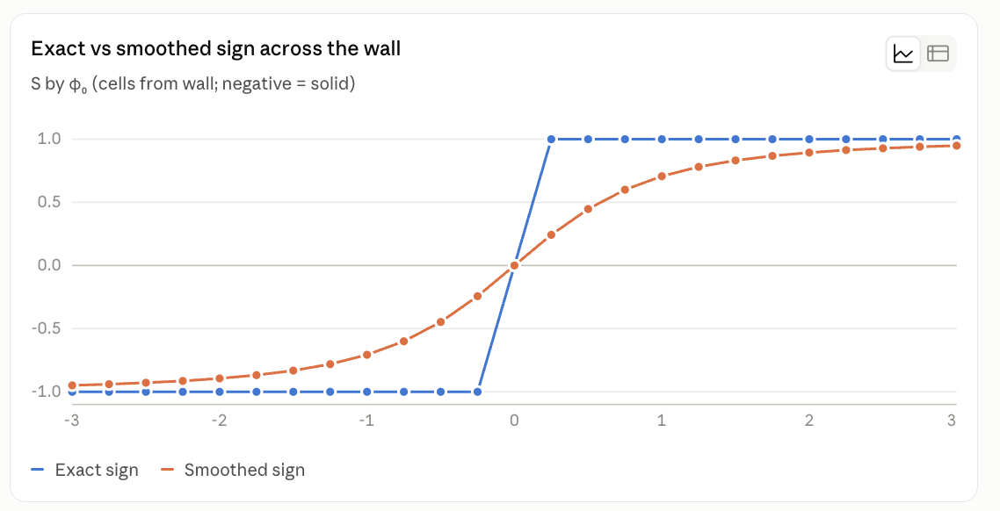 Exact vs smoothed sign across the wall
S by ϕ₀ (cells from wall; negative = solid)
1.0
0.5
0.0
-0.5
-1.0
-3 -2 -1 0 1 2 3
Exact sign Smoothed sign